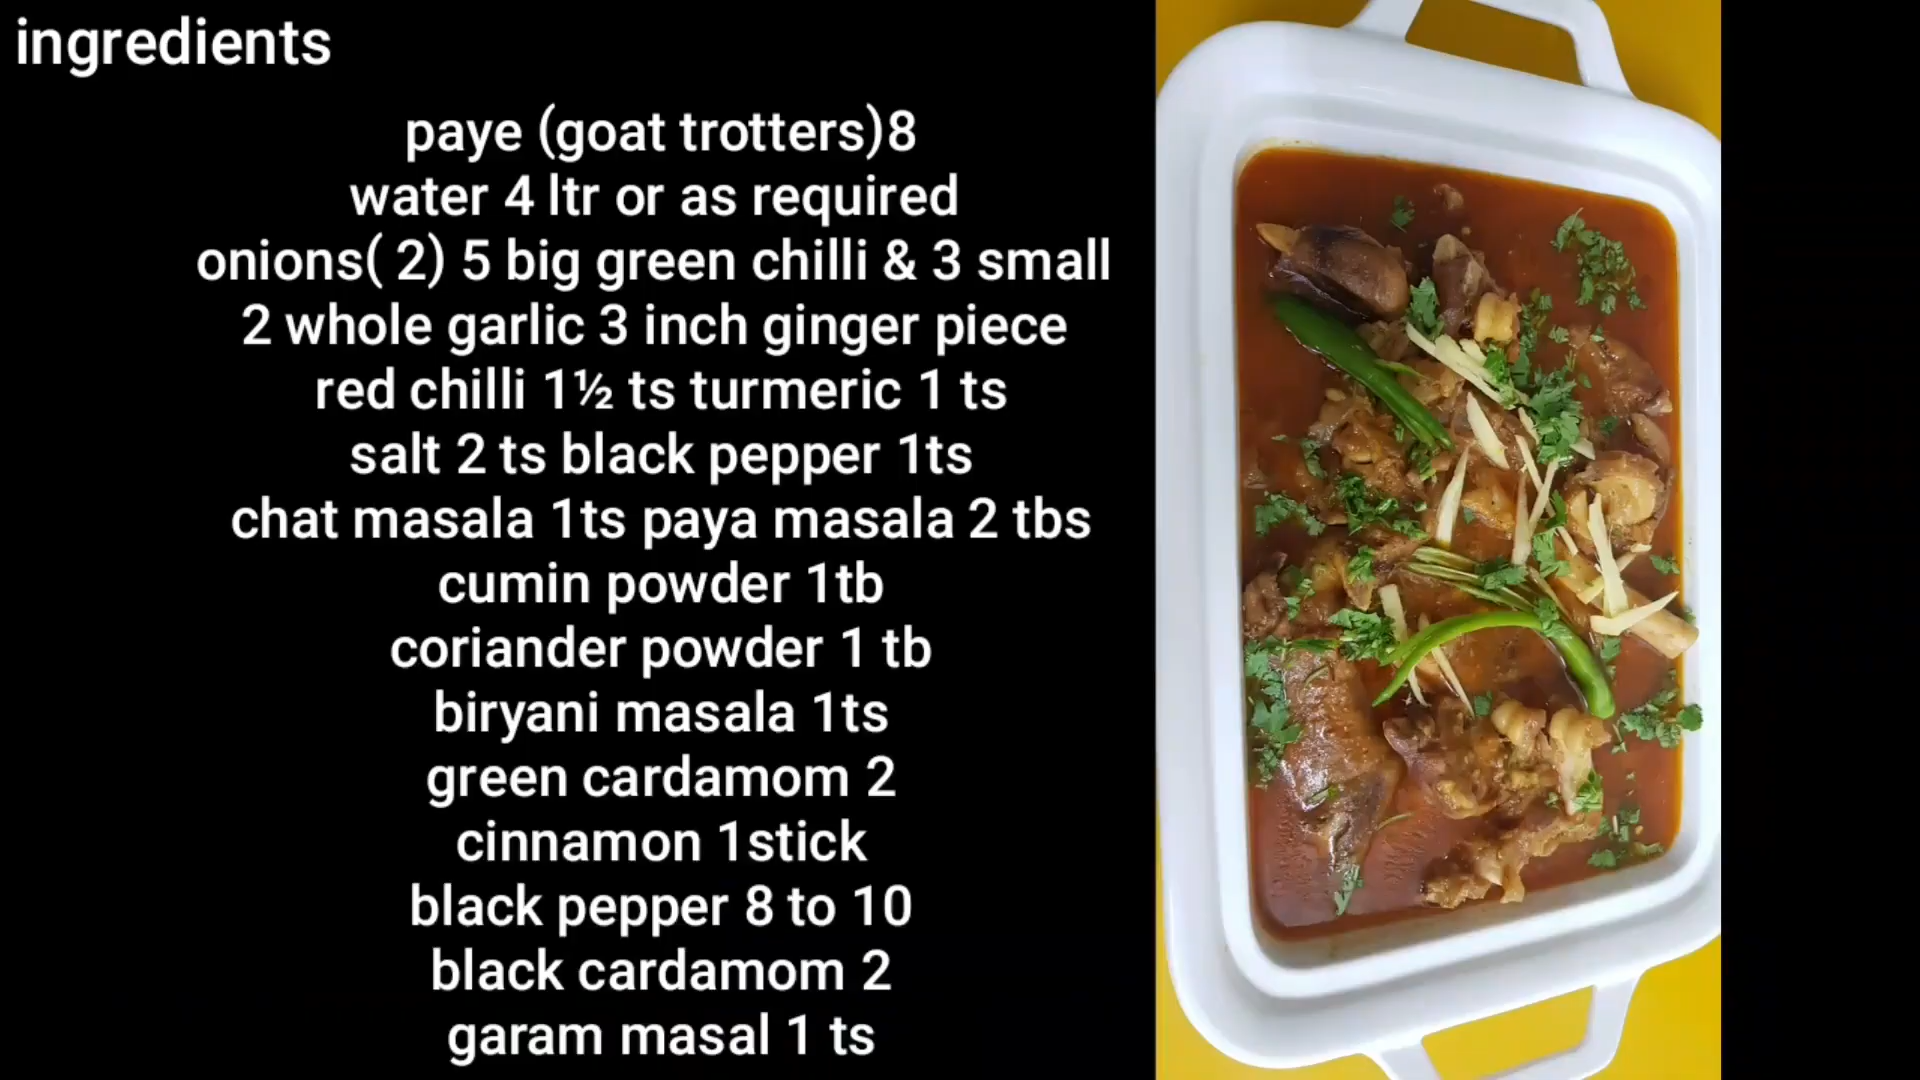 ingredients
paye (goat trotters)8
water 4 ltr or as required
onions( 2) 5 big green chilli & 3 small
2 whole garlic 3 inch ginger piece
red chilli 1½ ts turmeric 1 ts
salt 2 ts black pepper 1ts
chat masala 1ts paya masala 2 tbs
cumin powder 1tb
coriander powder 1 tb
biryani masala 1ts
green cardamom 2
cinnamon 1stick
black pepper 8 to 10
black cardamom 2
garam masal 1 ts